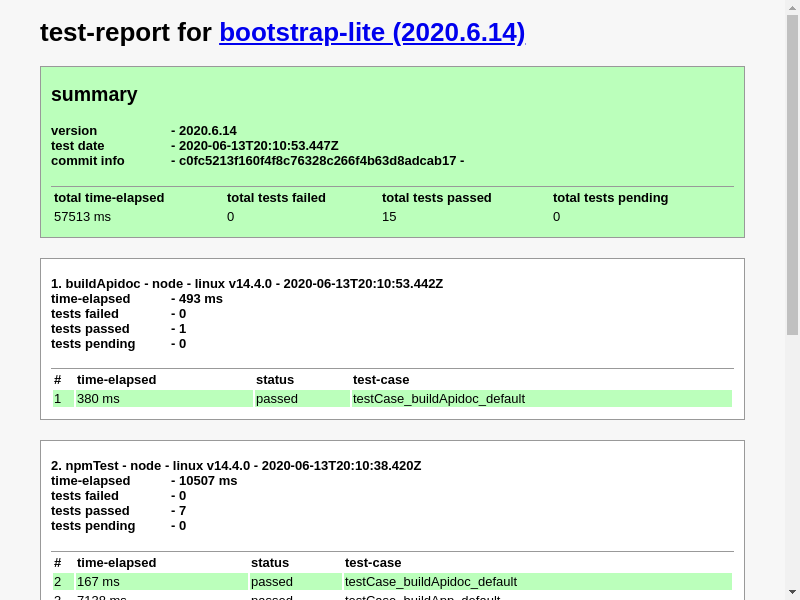 test-report for bootstrap-lite (2020.6.14)
summary
version - 2020.6.14
test date - 2020-06-13T20:10:53.447Z
commit info - c0fc5213f160f4f8c76328c266f4b63d8adcab17 -
total time-elapsed total tests failed total tests passed total tests pending
57513 ms 0 15 0
1. buildApidoc - node - linux v14.4.0 - 2020-06-13T20:10:53.442Z
time-elapsed - 493 ms
tests failed - 0
tests passed - 1
tests pending - 0
# time-elapsed status test-case
1 380 ms passed testCase_buildApidoc_default
2. npmTest - node - linux v14.4.0 - 2020-06-13T20:10:38.420Z
time-elapsed - 10507 ms
tests failed - 0
tests passed - 7
tests pending - 0
# time-elapsed status test-case
2 167 ms passed testCase_buildApidoc_default
3 7138 ms passed testCase_buildApp_default